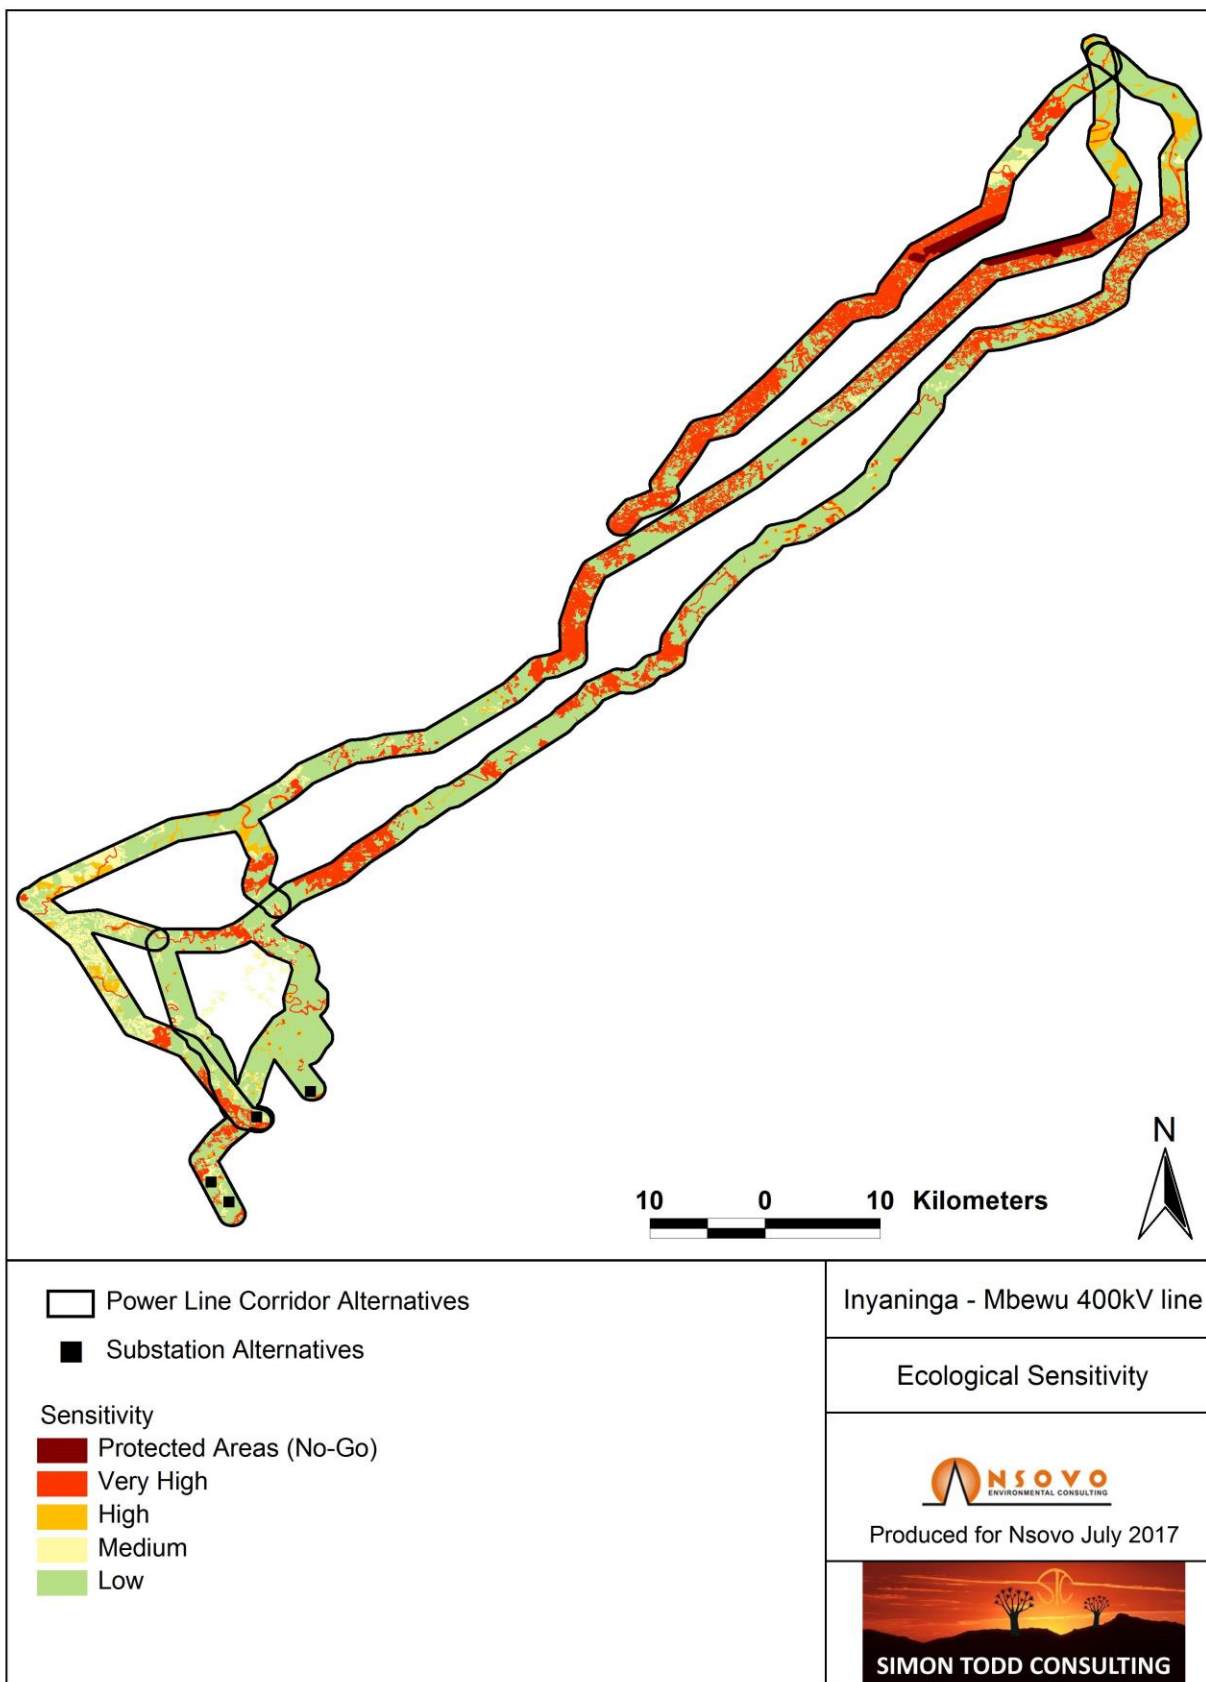 N
10 0 10 Kilometers
Power Line Corridor Alternatives
Substation Alternatives
Sensitivity
Protected Areas (No-Go)
Very High
High
Medium
Low
Inyaninga - Mbewu 400kV line
Ecological Sensitivity
NSOVO
ENVIRONMENTAL CONSULTING
Produced for Nsovo July 2017
STC
SIMON TODD CONSULTING